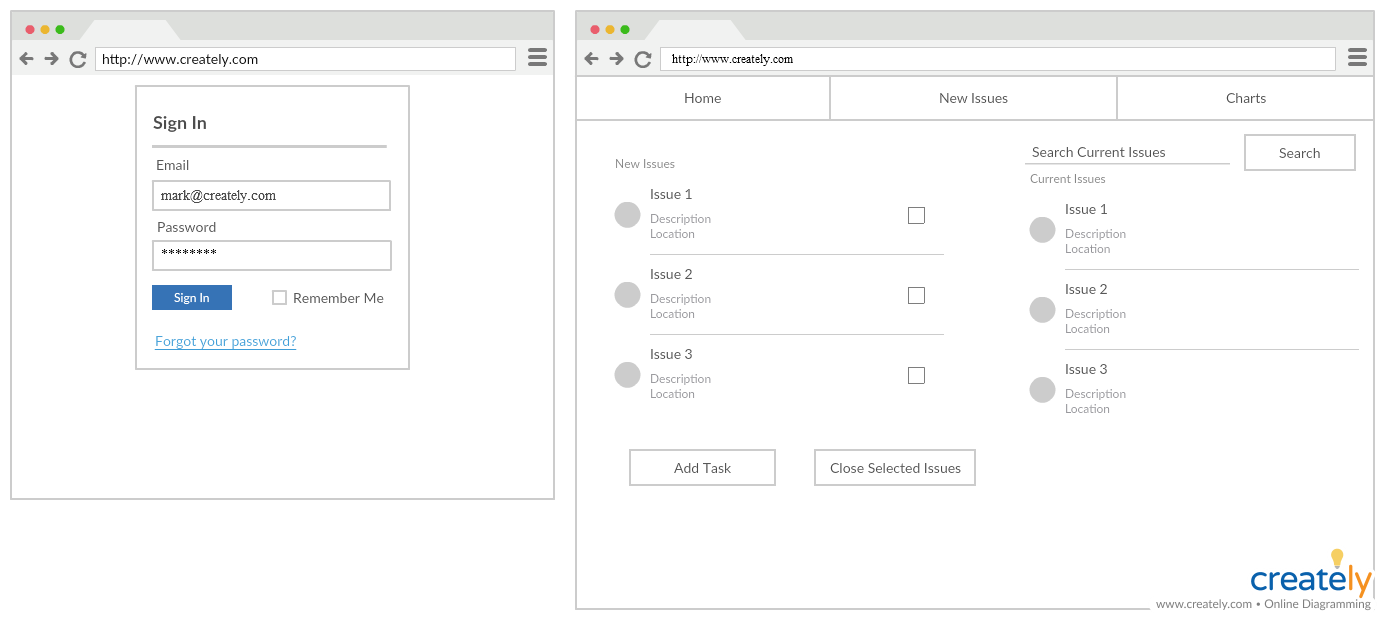 http://www.creately.com
Sign In
Email
mark@creately.com
Password
********
Sign In
Remember Me
Forgot your password?
http://www.creately.com
Home
New Issues
Charts
New Issues
Issue 1
Description
Location
Issue 2
Description
Location
Issue 3
Description
Location
Add Task
Close Selected Issues
Search Current Issues
Search
Current Issues
Issue 1
Description
Location
Issue 2
Description
Location
Issue 3
Description
Location
creately
www.creately.com • Online Diagramming